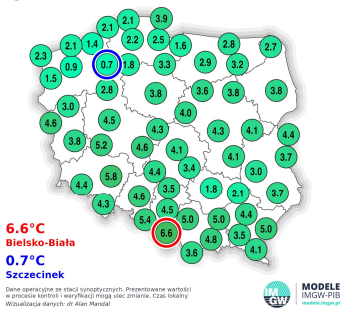 2.1 3.9
2.1
2.1 1.4 2.2 2.5 1.6 2.8 2.7
2.3 0.9 0.7 1.8 3.3 2.9 3.2
1.5
2.8 3.8 3.6 3.8 3.8
3.0
4.6 4.5 4.0
4.3 4.3 4.1 4.4
3.8 5.2 4.6 4.1 4.1 3.7
4.4 3.4 3.0
5.8
4.4 4.6 3.5 1.8 2.1 3.7
4.3 4.5
5.4 5.0 5.0 4.4
6.6 4.8 3.5 5.0
3.6 4.1
6.6°C
Bielsko-Biała
0.7°C
Szczecinek
Dane operacyjne ze stacji synoptycznych. Prezentowane wartości
w procesie kontroli i weryfikacji mogą ulec zmianie. Czas lokalny.
Wizualizacja danych: dr Alan Mandal
IM
GW
MODELE
IMGW-PIB
modele.imgw.pl